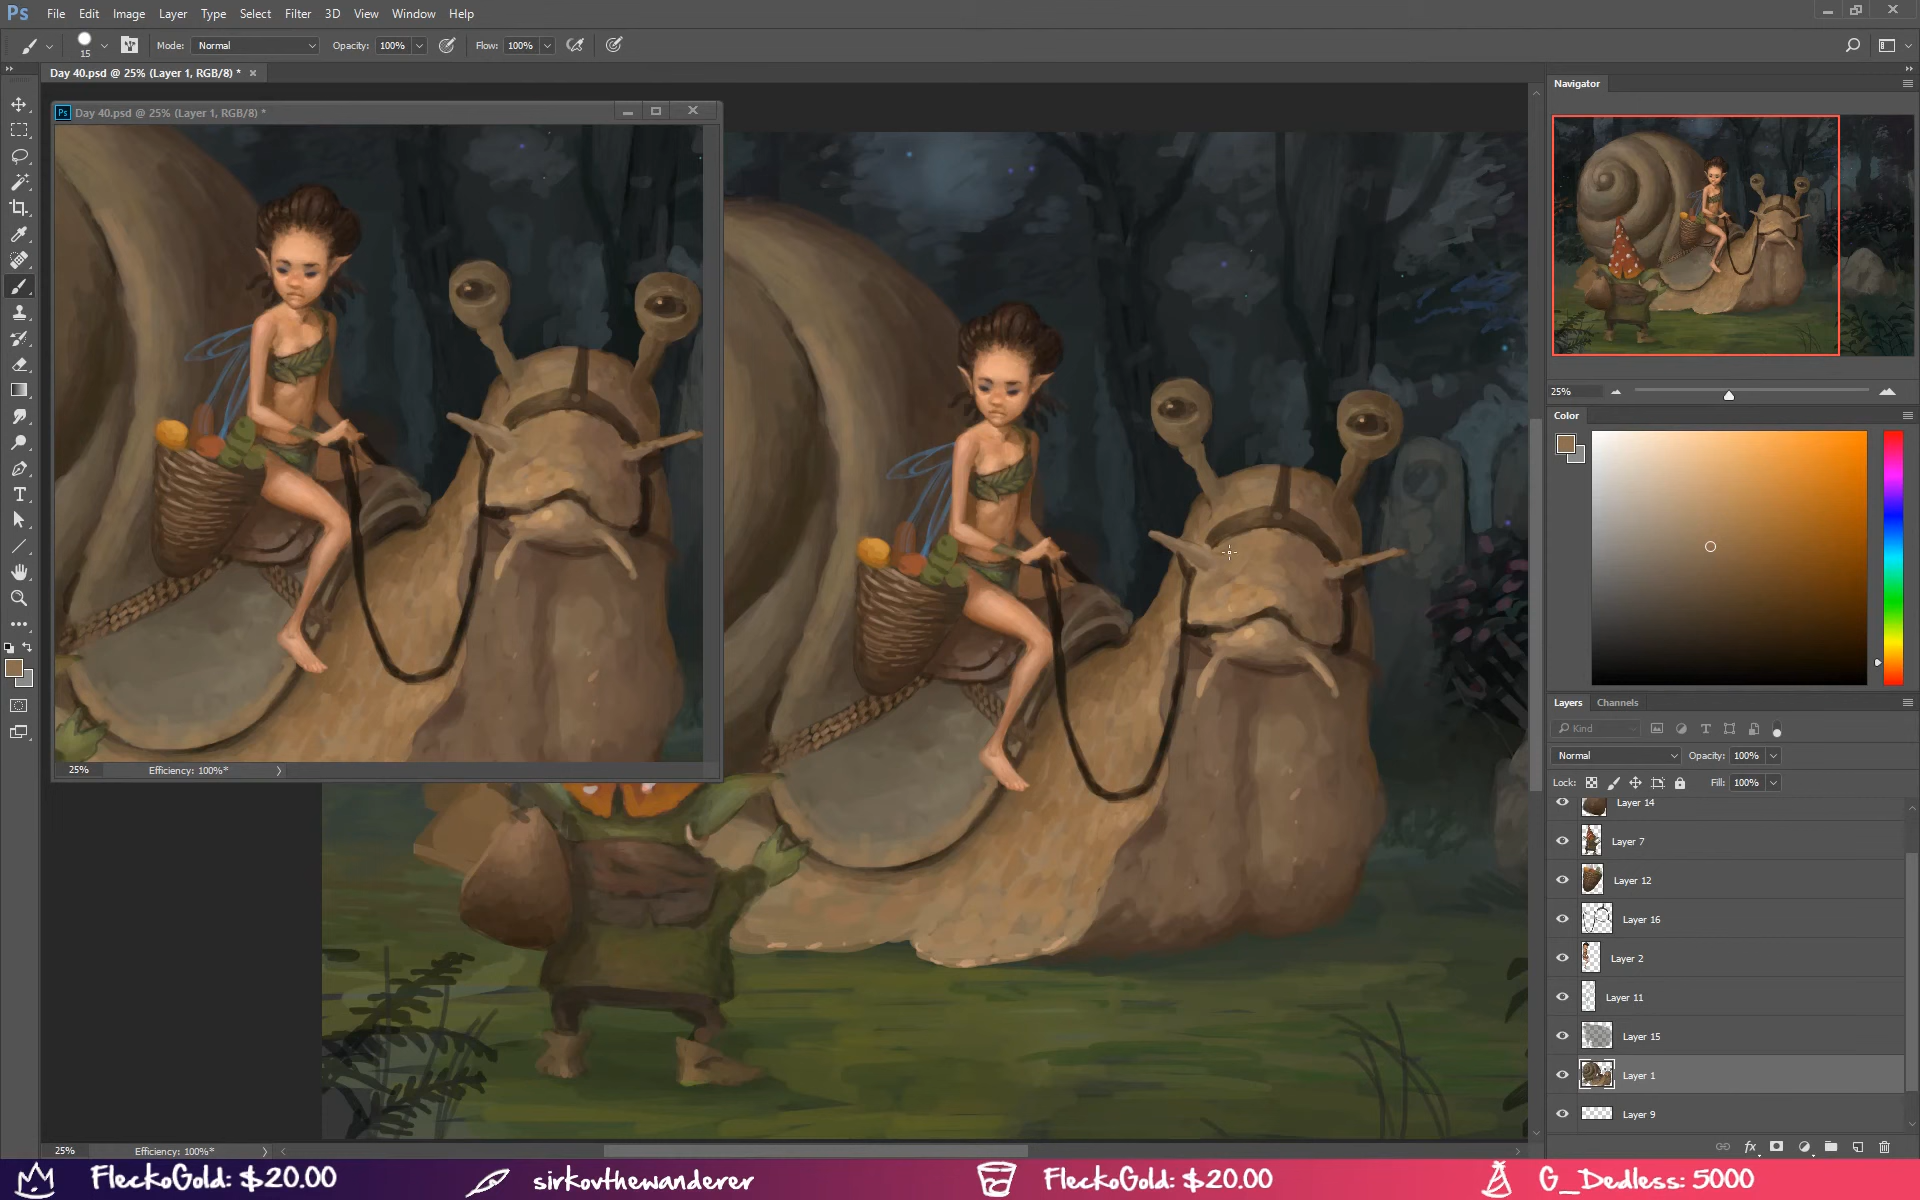 Ps File Edit Image Layer Type Select Filter 3D View Window Help
15 Mode: Normal Opacity: 100% Flow: 100%
Day 40.psd @ 25% (Layer 1, RGB/8) * ×
Navigator
Ps Day 40.psd @ 25% (Layer 1, RGB/8) *
25%
Color
Layers Channels
Kind
Normal Opacity: 100%
Lock: Fill: 100%
Layer 14
Layer 7
Layer 12
Layer 16
Layer 2
Layer 11
Layer 15
Layer 1
Layer 9
25% Efficiency: 100%*
25% Efficiency: 100%*
fx
FleckoGold: $20.00 sirkovthewanderer FleckoGold: $20.00 G_Dedless: 5000